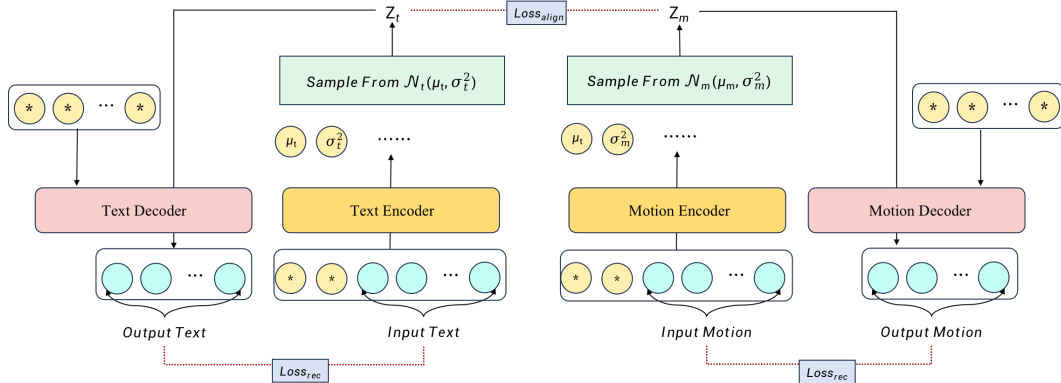 Z_t
Loss_align
Z_m
Sample From 𝒩_t(μ_t, σ_t^2)
Sample From 𝒩_m(μ_m, σ_m^2)
* * ··· *
* * ··· *
μ_t σ_t^2 ······
μ_t σ_m^2 ······
Text Decoder
Text Encoder
Motion Encoder
Motion Decoder
···
* * ···
* * ···
···
Output Text
Input Text
Input Motion
Output Motion
Loss_rec
Loss_rec